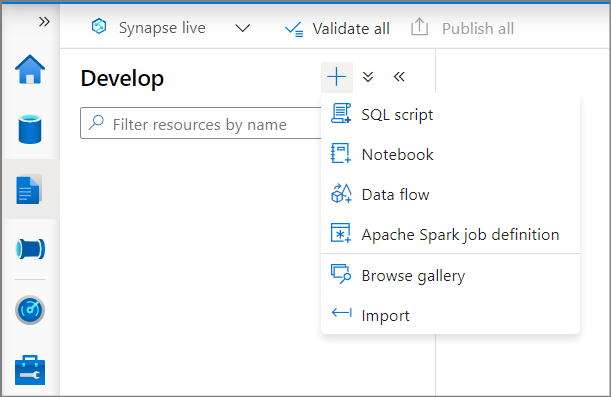 Synapse live
Validate all
Publish all
Develop
Filter resources by name
SQL script
Notebook
Data flow
Apache Spark job definition
Browse gallery
Import